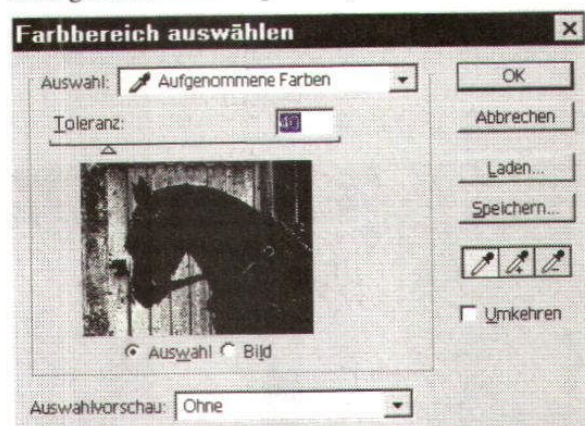 Farbbereich auswählen
Auswahl: Aufgenommene Farben
OK
Toleranz:
Abbrechen
Laden...
Speichern...
Umkehren
Auswahl Bild
Auswahlvorschau: Ohne